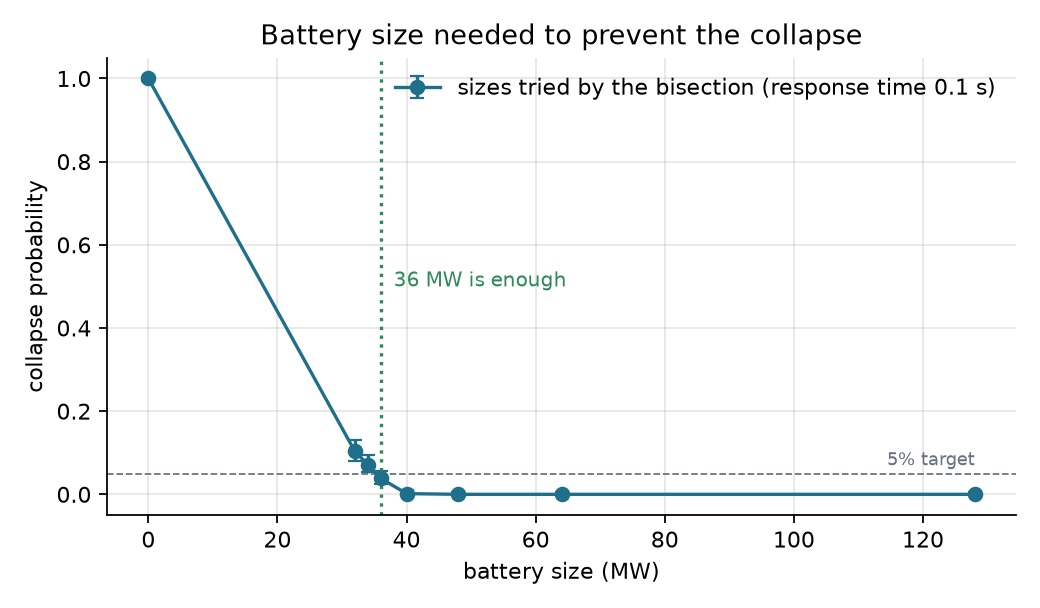 Battery size needed to prevent the collapse
sizes tried by the bisection (response time 0.1 s)
collapse probability
1.0
0.8
0.6
0.4
0.2
0.0
36 MW is enough
5% target
0
20
40
60
80
100
120
battery size (MW)